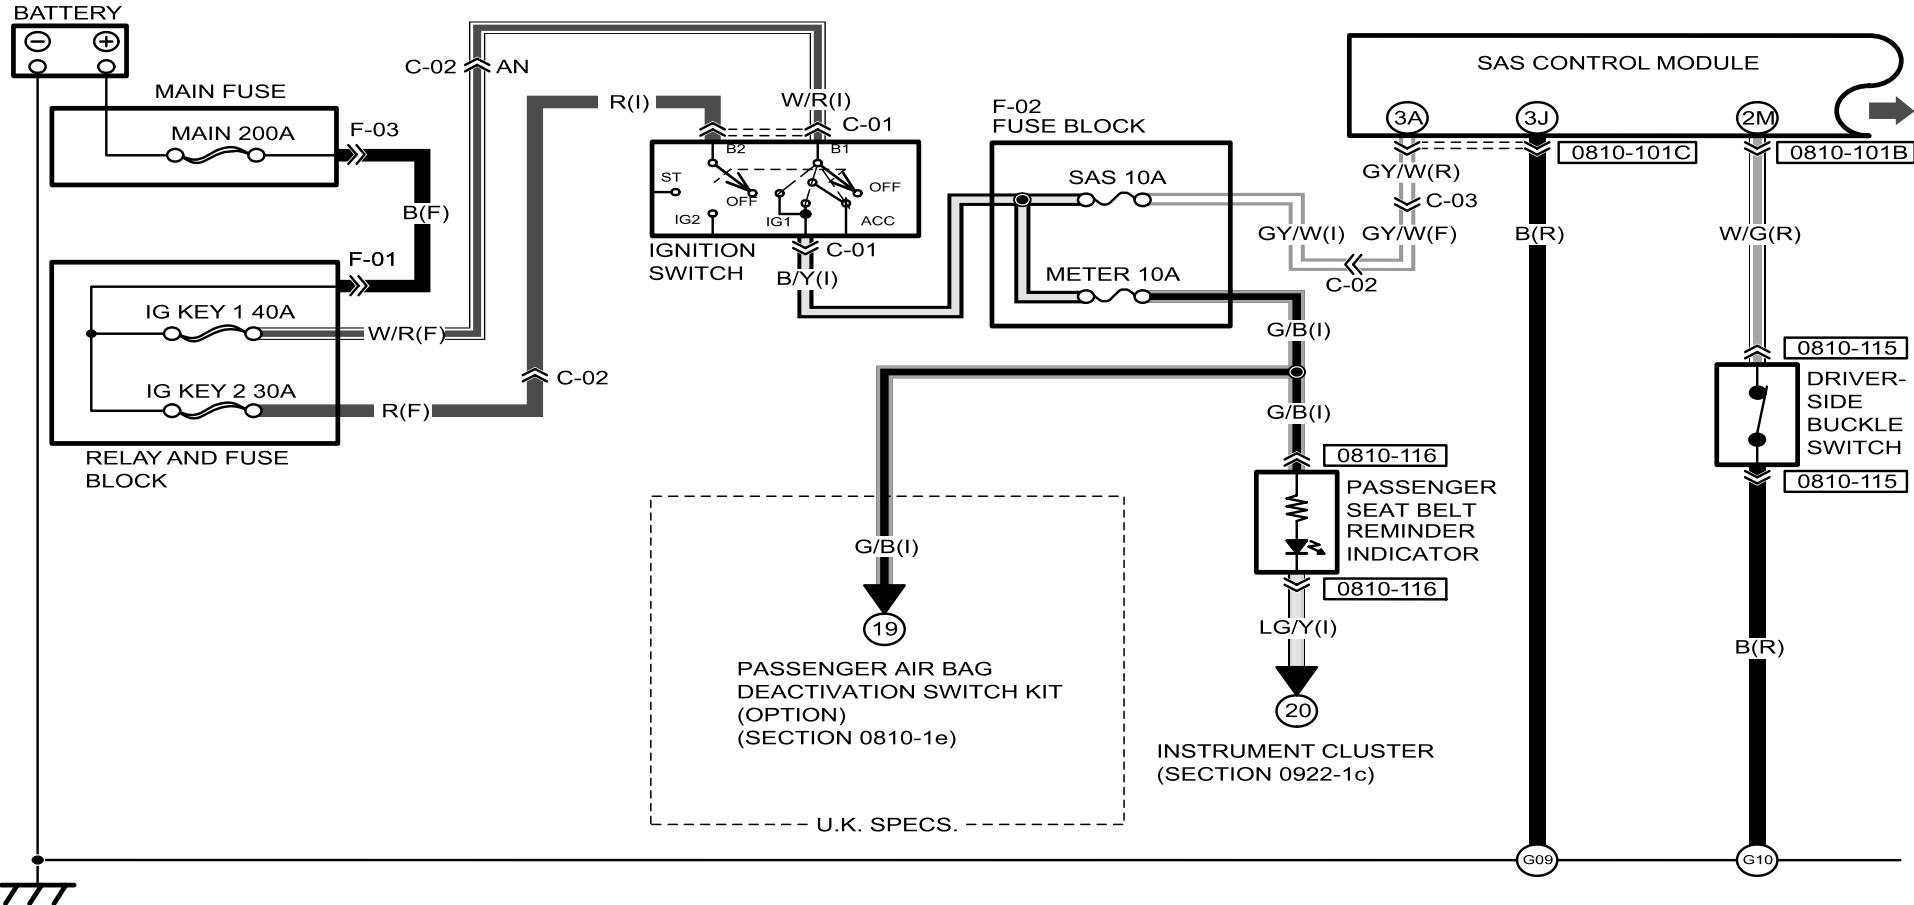 BATTERY
MAIN FUSE
MAIN 200A
F-03
B(F)
F-01
IG KEY 1 40A
W/R(F)
IG KEY 2 30A
R(F)
RELAY AND FUSE
BLOCK
C-02
AN
R(I)
C-02
W/R(I)
C-01
B2
B1
ST
OFF
OFF
IG2
IG1
ACC
IGNITION
SWITCH
C-01
B/Y(I)
F-02
FUSE BLOCK
SAS 10A
METER 10A
GY/W(I)
C-02
GY/W(F)
C-03
GY/W(R)
SAS CONTROL MODULE
3A
3J
2M
0810-101C
0810-101B
B(R)
W/G(R)
0810-115
DRIVER-
SIDE
BUCKLE
SWITCH
0810-115
B(R)
G/B(I)
G/B(I)
0810-116
PASSENGER
SEAT BELT
REMINDER
INDICATOR
0810-116
LG/Y(I)
20
INSTRUMENT CLUSTER
(SECTION 0922-1c)
G/B(I)
19
PASSENGER AIR BAG
DEACTIVATION SWITCH KIT
(OPTION)
(SECTION 0810-1e)
U.K. SPECS.
G09
G10